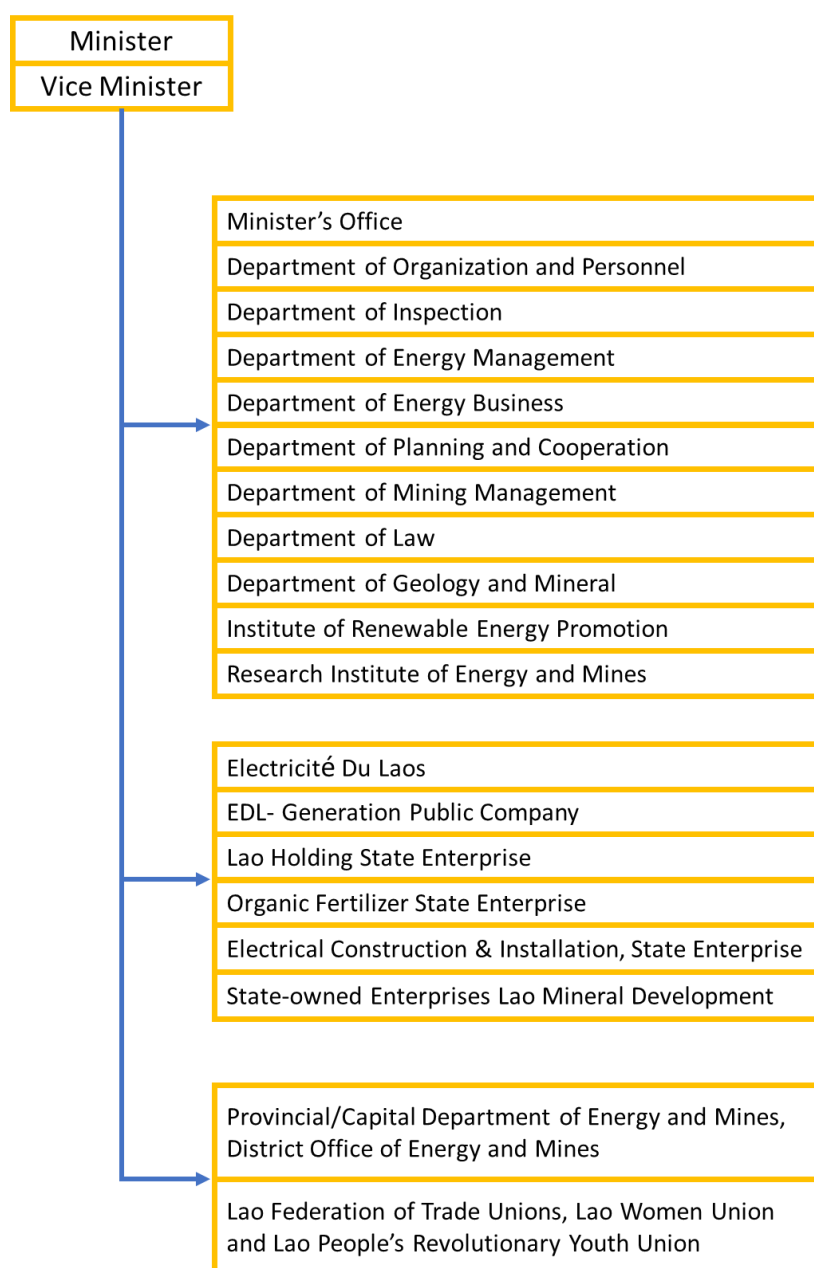 Minister
Vice Minister
Minister’s Office
Department of Organization and Personnel
Department of Inspection
Department of Energy Management
Department of Energy Business
Department of Planning and Cooperation
Department of Mining Management
Department of Law
Department of Geology and Mineral
Institute of Renewable Energy Promotion
Research Institute of Energy and Mines
Electricité Du Laos
EDL- Generation Public Company
Lao Holding State Enterprise
Organic Fertilizer State Enterprise
Electrical Construction & Installation, State Enterprise
State-owned Enterprises Lao Mineral Development
Provincial/Capital Department of Energy and Mines,
District Office of Energy and Mines
Lao Federation of Trade Unions, Lao Women Union
and Lao People’s Revolutionary Youth Union